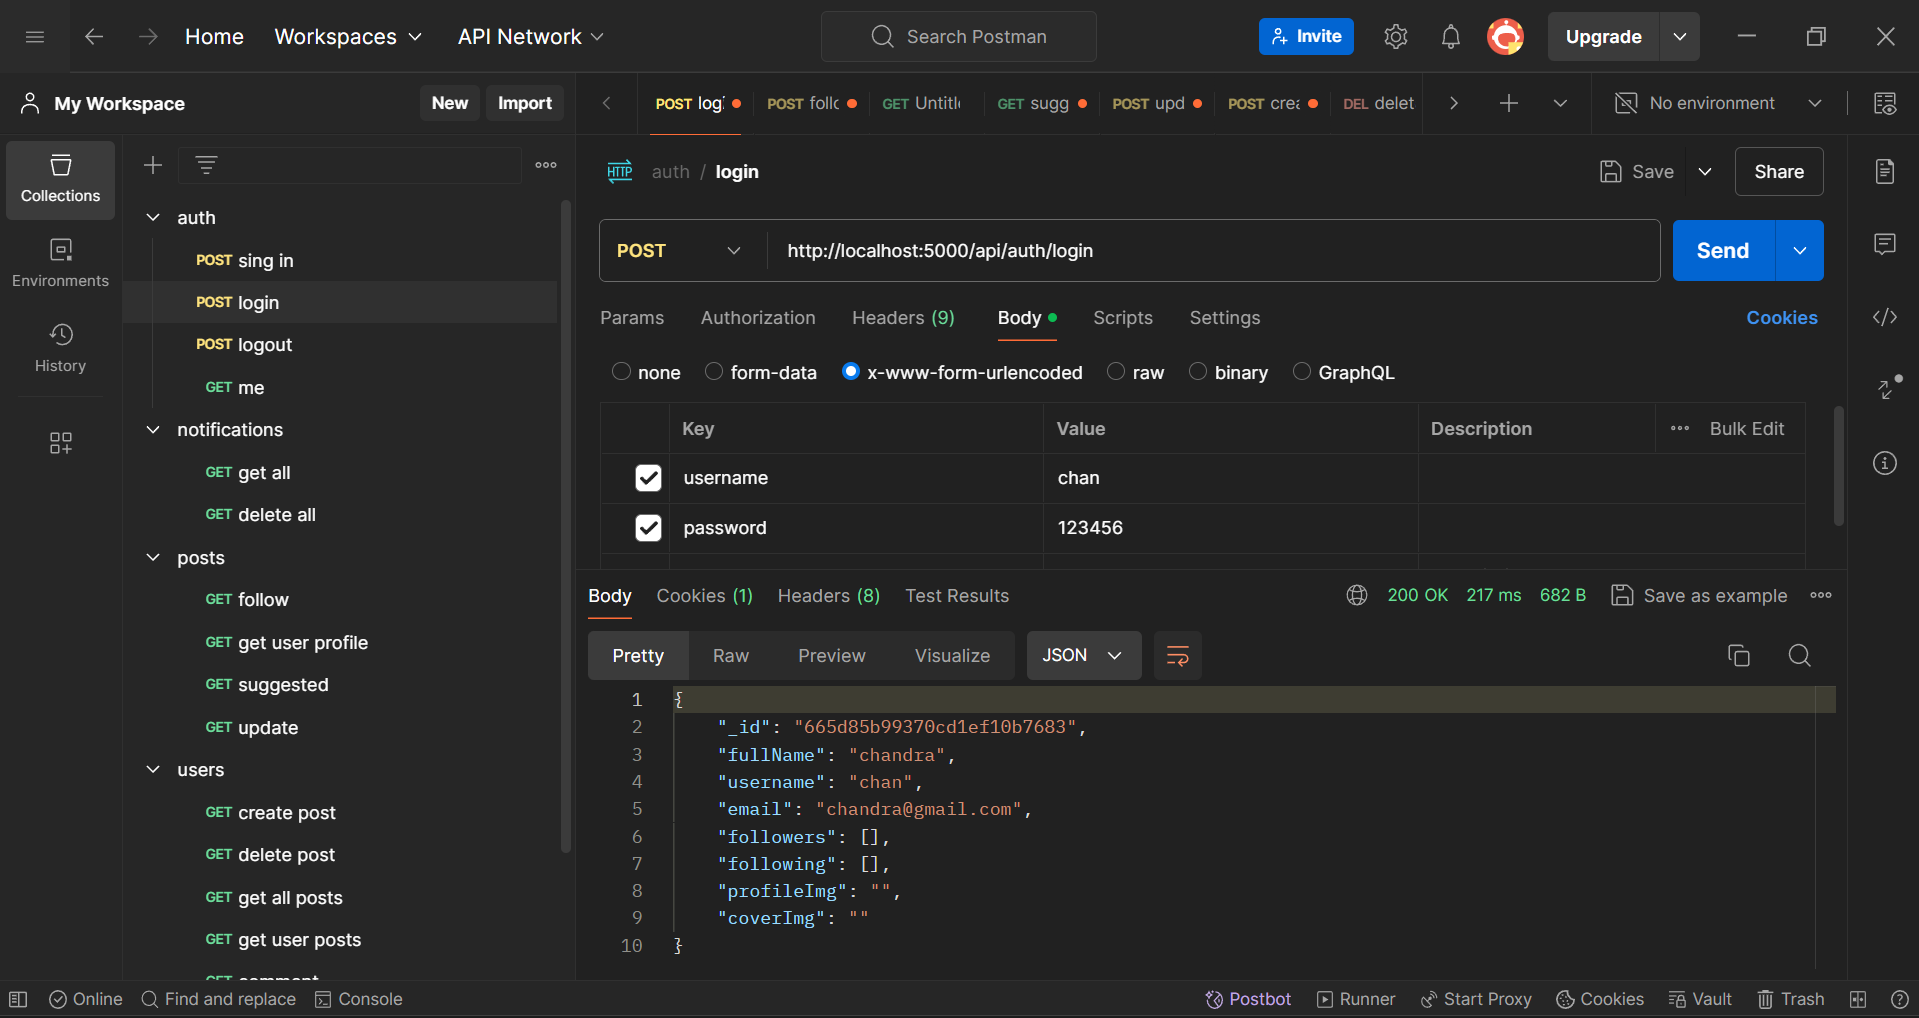 Home Workspaces API Network Search Postman Invite Upgrade
My Workspace New Import
POST logi POST follo GET Untitle GET sugg POST upd POST crea DEL delet No environment
Collections
Environments
History
auth
POST sing in
POST login
POST logout
GET me
notifications
GET get all
GET delete all
posts
GET follow
GET get user profile
GET suggested
GET update
users
GET create post
GET delete post
GET get all posts
GET get user posts
HTTP auth / login Save Share
POST http://localhost:5000/api/auth/login Send
Params Authorization Headers (9) Body Scripts Settings Cookies
none form-data x-www-form-urlencoded raw binary GraphQL
Key Value Description Bulk Edit
username chan
password 123456
Body Cookies (1) Headers (8) Test Results 200 OK 217 ms 682 B Save as example
Pretty Raw Preview Visualize JSON
1 {
2 "_id": "665d85b99370cd1ef10b7683",
3 "fullName": "chandra",
4 "username": "chan",
5 "email": "chandra@gmail.com",
6 "followers": [],
7 "following": [],
8 "profileImg": "",
9 "coverImg": ""
10 }
Online Find and replace Console Postbot Runner Start Proxy Cookies Vault Trash